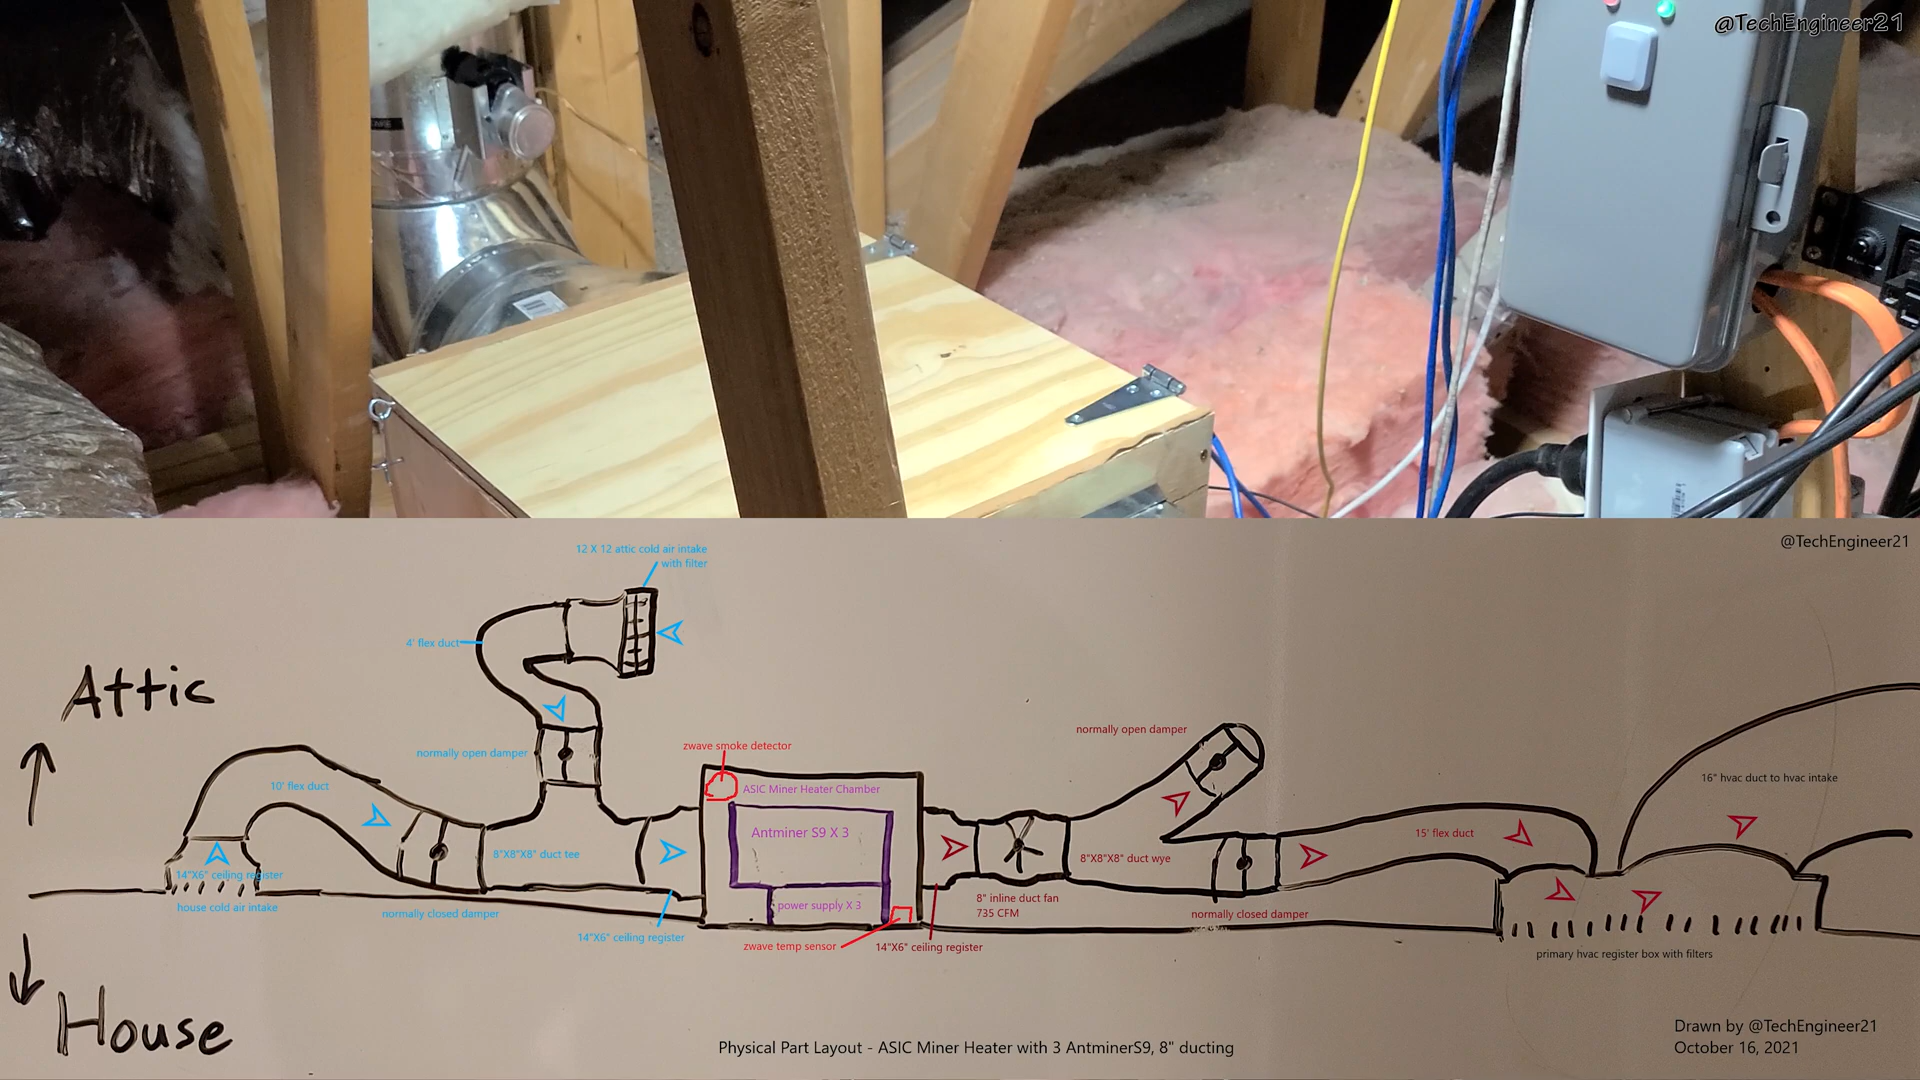 @TechEngineer21
@TechEngineer21
12 X 12 attic cold air intake
with filter
4' flex duct
Attic
normally open damper
normally open damper
zwave smoke detector
10' flex duct
ASIC Miner Heater Chamber
16" hvac duct to hvac intake
Antminer S9 X 3
15' flex duct
8"X8"X8" duct tee
8"X8"X8" duct wye
14"X6" ceiling register
house cold air intake
normally closed damper
power supply X 3
8" inline duct fan
735 CFM
normally closed damper
14"X6" ceiling register
zwave temp sensor
14"X6" ceiling register
primary hvac register box with filters
House
Physical Part Layout - ASIC Miner Heater with 3 AntminerS9, 8" ducting
Drawn by @TechEngineer21
October 16, 2021